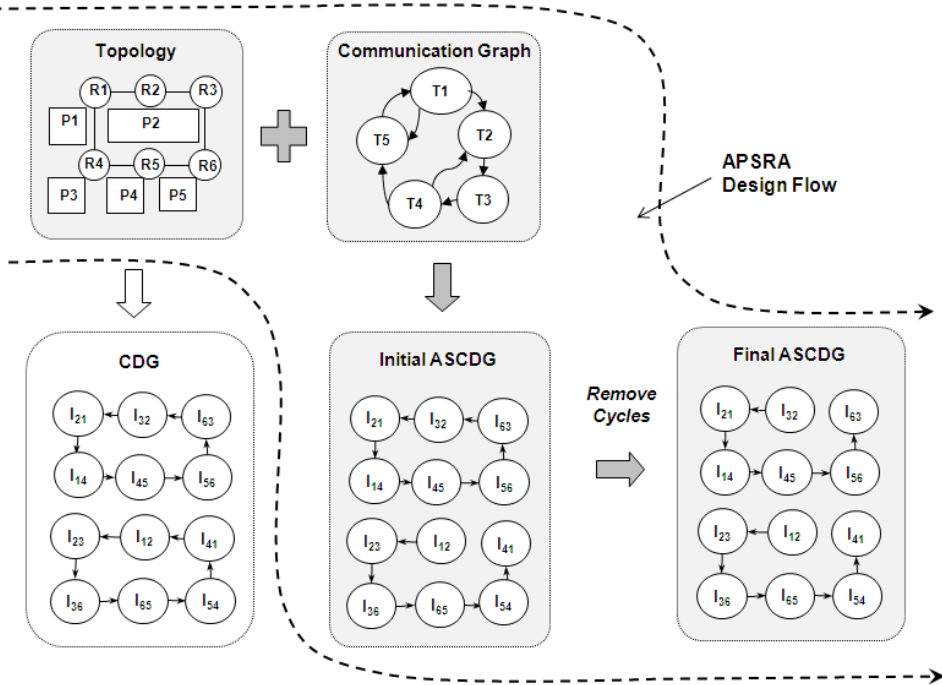 Topology
R1 R2 R3
P1 P2
R4 R5 R6
P3 P4 P5
Communication Graph
T1
T2
T5
T4 T3
APSRA
Design Flow
CDG
I21 I32 I63
I14 I45 I56
I23 I12 I41
I36 I65 I54
Initial ASCDG
I21 I32 I63
I14 I45 I56
I23 I12 I41
I36 I65 I54
Remove
Cycles
Final ASCDG
I21 I32 I63
I14 I45 I56
I23 I12 I41
I36 I65 I54